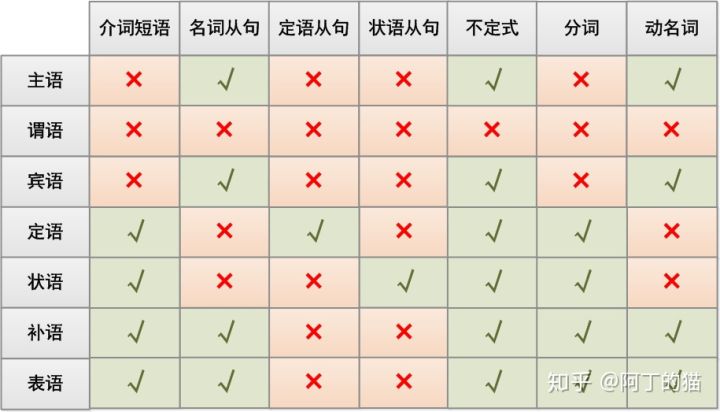 介词短语 名词从句 定语从句 状语从句 不定式 分词 动名词
主语 × √ × × √ × √
谓语 × × × × × × ×
宾语 × √ × × √ × √
定语 √ × √ × √ √ ×
状语 √ × × √ √ √ ×
补语 √ √ × × √ √ √
表语 √ √ × × √ √ √
知乎 @阿丁的猫